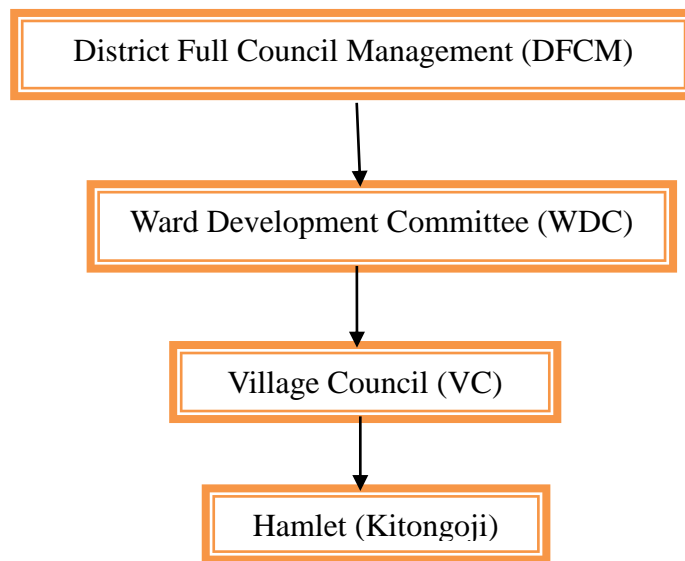 District Full Council Management (DFCM)
Ward Development Committee (WDC)
Village Council (VC)
Hamlet (Kitongoji)